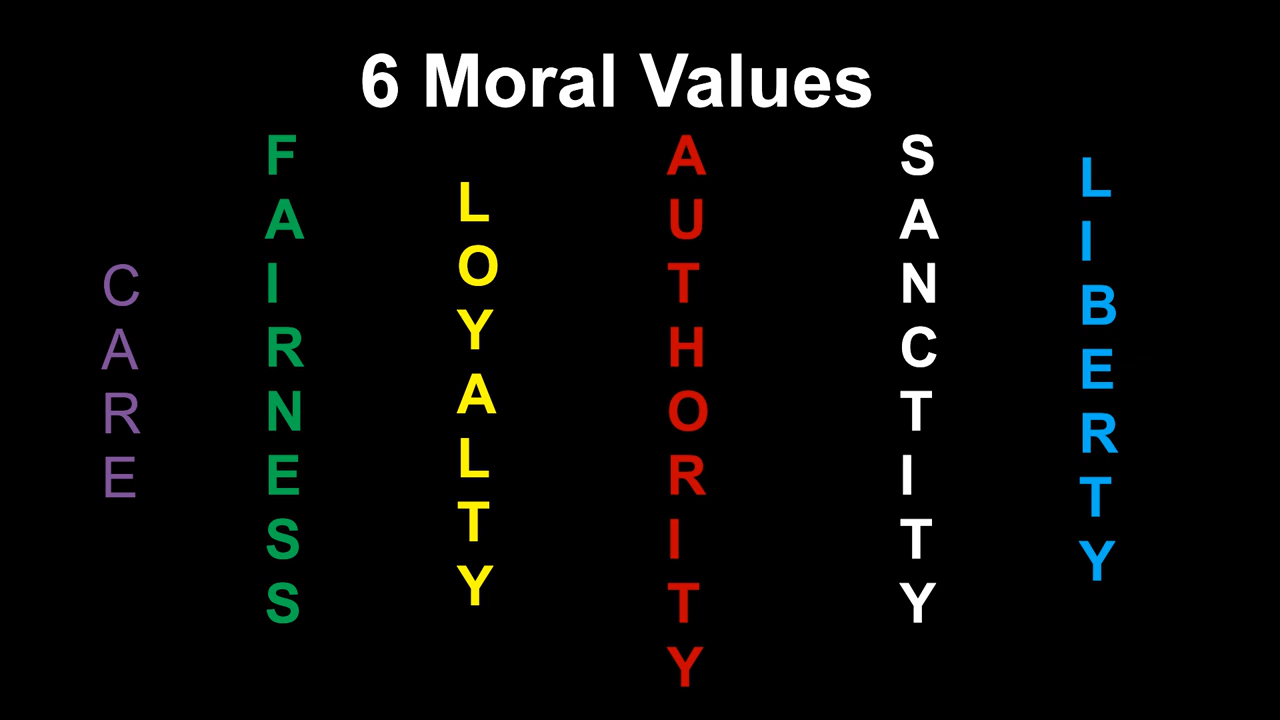 6 Moral Values
CARE
FAIRNESS
LOYALTY
AUTHORITY
SANCTITY
LIBERTY